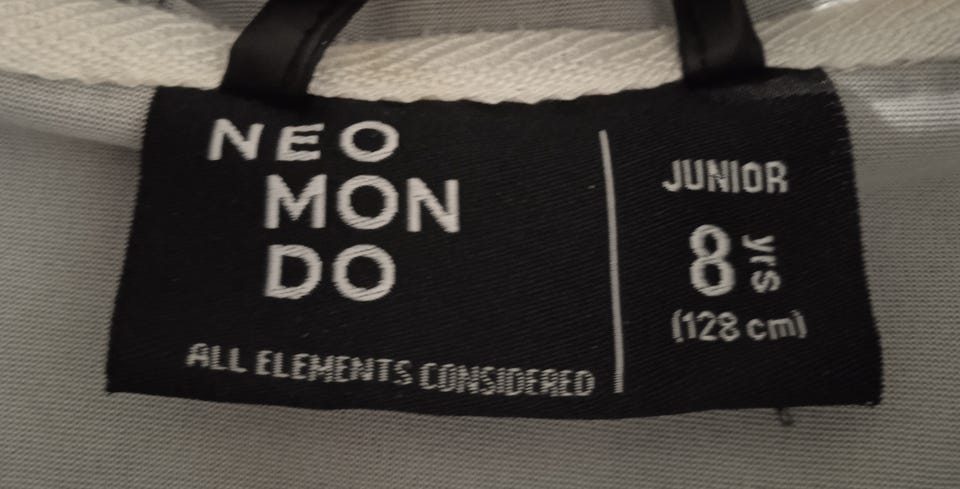 NEO
MON
DO
ALL ELEMENTS CONSIDERED
JUNIOR
8 yrs
(128 cm)